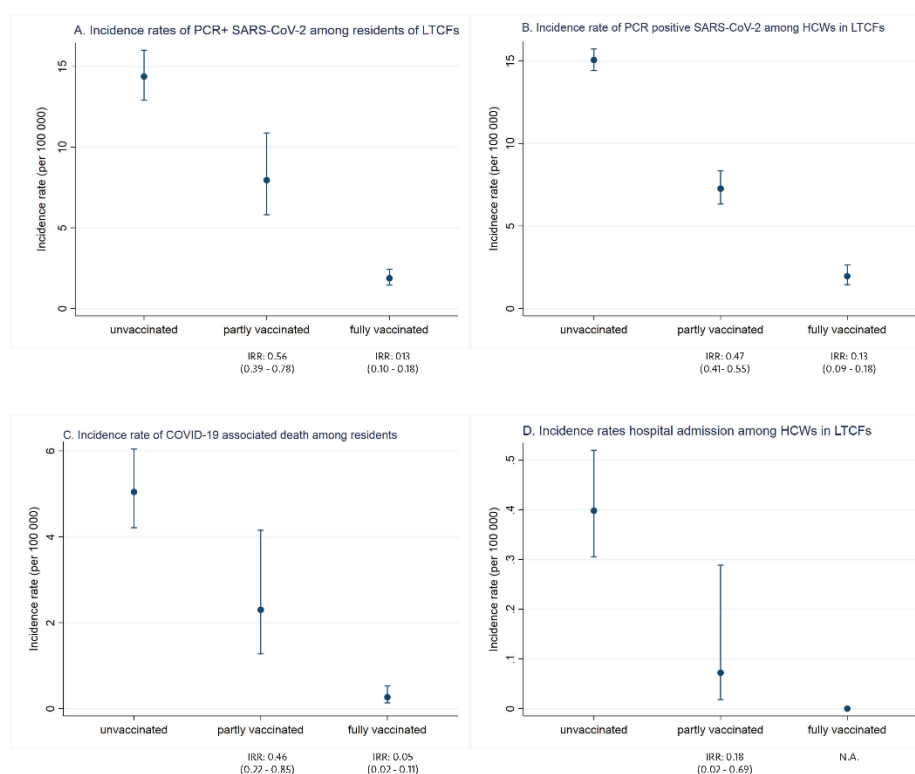 A. Incidence rates of PCR+ SARS-CoV-2 among residents of LTCFs
Incidence rate (per 100 000)
15
10
5
0
unvaccinated partly vaccinated fully vaccinated
IRR: 0.56 IRR: 013
(0.39 - 0.78) (0.10 - 0.18)
B. Incidence rate of PCR positive SARS-CoV-2 among HCWs in LTCFs
Incidnece rate (per 100 000)
15
10
5
0
unvaccinated partly vaccinated fully vaccinated
IRR: 0.47 IRR: 0.13
(0.41- 0.55) (0.09 - 0.18)
C. Incidence rate of COVID-19 associated death among residents
Incidence rate (per 100 000)
6
4
2
0
unvaccinated partly vaccinated fully vaccinated
IRR: 0.46 IRR: 0.05
(0.22 - 0.85) (0.02 - 0.11)
D. Incidence rates hospital admission among HCWs in LTCFs
Incidence rate (per 100 000)
.5
.4
.3
.2
.1
0
unvaccinated partly vaccinated fully vaccinated
IRR: 0.18 N.A.
(0.02 - 0.69)